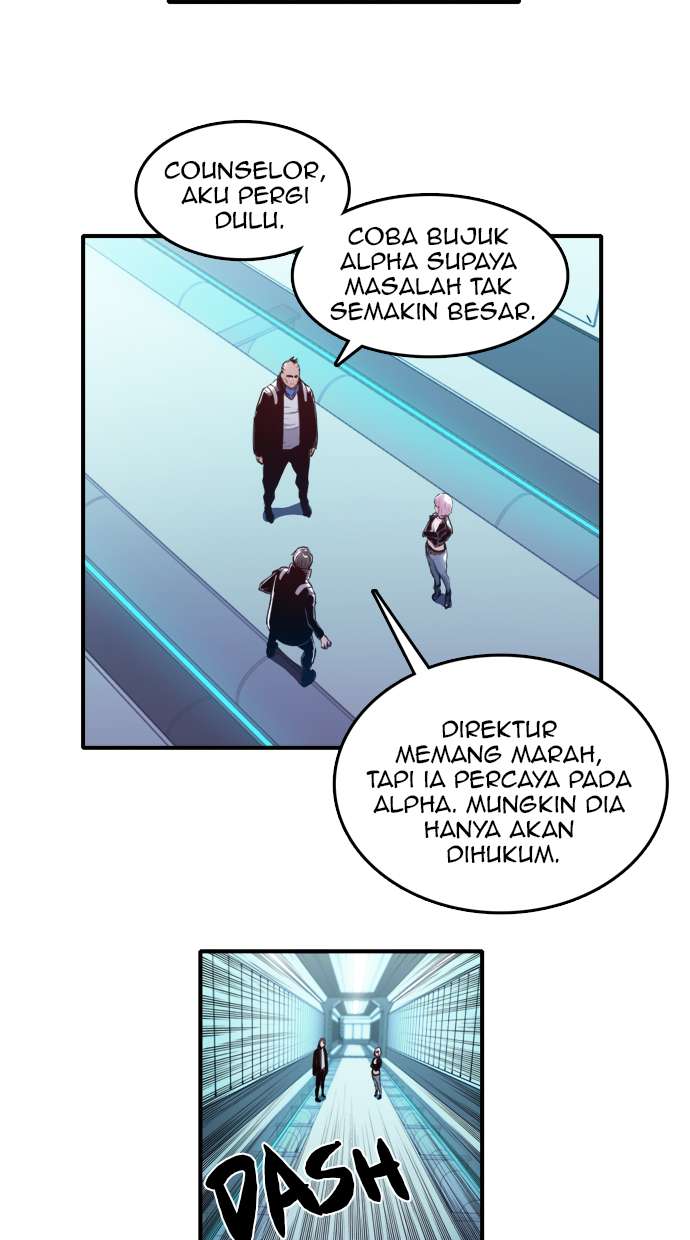 COUNSELOR,
AKU PERGI
DULU.
COBA BUJUK
ALPHA SUPAYA
MASALAH TAK
SEMAKIN BESAR.
DIREKTUR
MEMANG MARAH,
TAPI IA PERCAYA PADA
ALPHA. MUNGKIN DIA
HANYA AKAN
DIHUKUM.
DASH